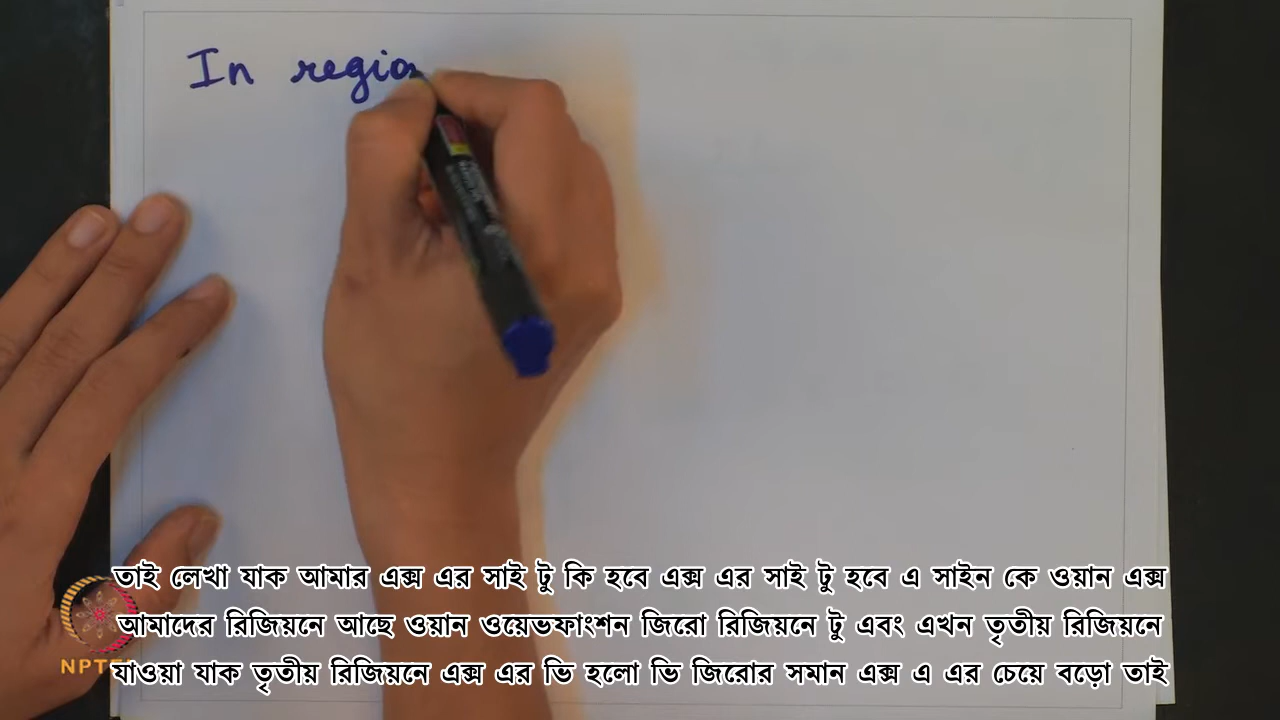 In regio
তাই লেখা যাক আমার এক্স এর সাই টু কি হবে এক্স এর সাই টু হবে এ সাইন কে ওয়ান এক্স
আমাদের রিজিয়নে আছে ওয়ান ওয়েভফাংশন জিরো রিজিয়নে টু এবং এখন তৃতীয় রিজিয়নে
যাওয়া যাক তৃতীয় রিজিয়নে এক্স এর ভি হলো ভি জিরোর সমান এক্স এ এর চেয়ে বড়ো তাই
NPTEL